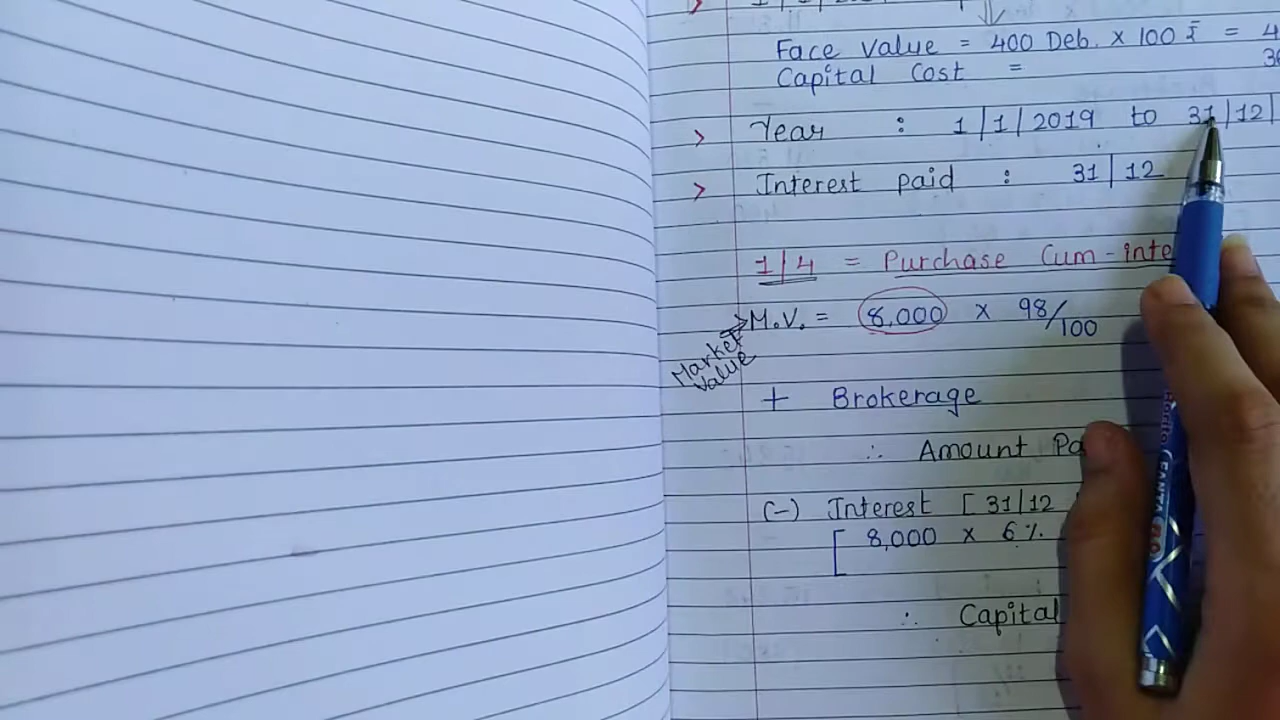 Face value = 400 Deb. × 100 ₹ = 4
Capital Cost =
> Year : 1/1/2019 to 31/12/
> Interest paid : 31/12
1/4 = Purchase Cum-inte
M.V. = 8,000 × 98/100
Market Value
+ Brokerage
∴ Amount Pa
(-) Interest [31/12
[ 8,000 × 6%
∴ Capital